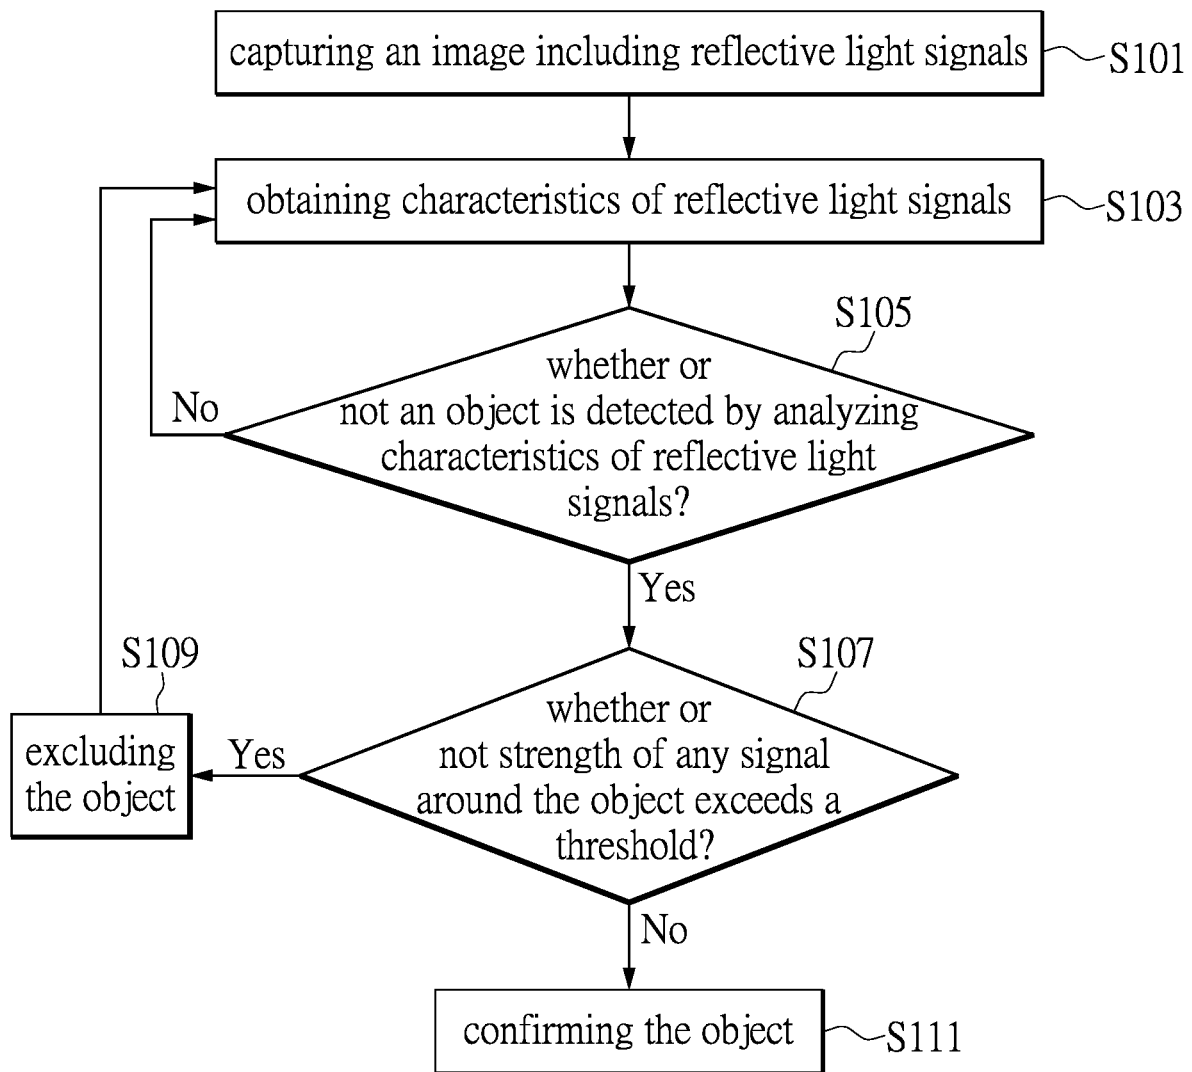 capturing an image including reflective light signals
S101
obtaining characteristics of reflective light signals
S103
S105
whether or
not an object is detected by analyzing
characteristics of reflective light
signals?
No
Yes
S109
S107
whether or
not strength of any signal
around the object exceeds a
threshold?
Yes
excluding
the object
No
confirming the object
S111